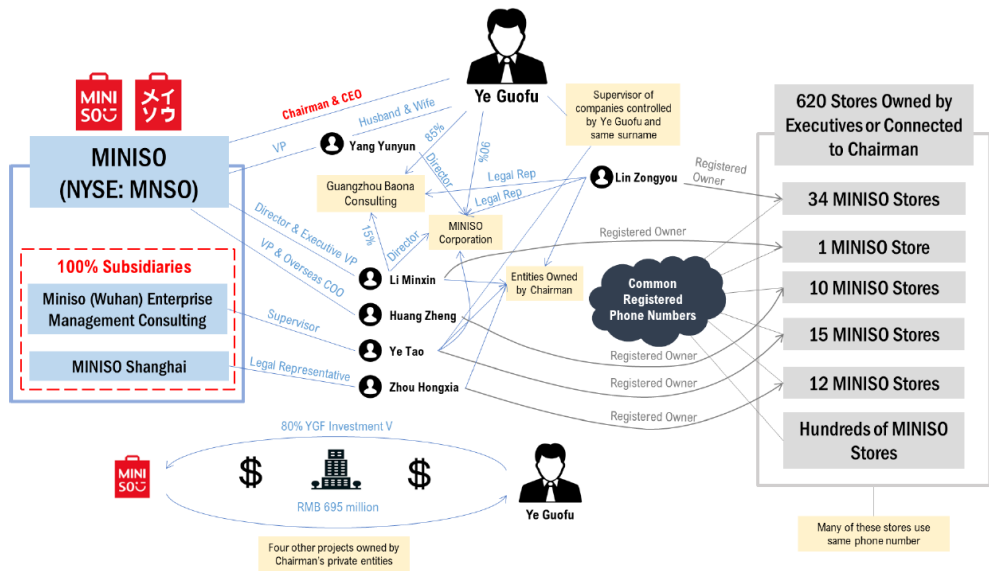 Ye Guofu
MINI
SO
メイ
ソウ
MINISO
(NYSE: MNSO)
100% Subsidiaries
Miniso (Wuhan) Enterprise
Management Consulting
MINISO Shanghai
Chairman & CEO
Husband & Wife
VP
Yang Yunyun
85%
Director
90%
Supervisor of
companies controlled
by Ye Guofu and
same surname
Legal Rep
Legal Rep
Lin Zongyou
Registered
Owner
Guangzhou Baona
Consulting
MINISO
Corporation
15%
Director
Director & Executive VP
VP & Overseas COO
Supervisor
Legal Representative
Li Minxin
Huang Zheng
Ye Tao
Zhou Hongxia
Entities Owned
by Chairman
Registered Owner
Common
Registered
Phone Numbers
Registered Owner
Registered Owner
Registered Owner
620 Stores Owned by
Executives or Connected
to Chairman
34 MINISO Stores
1 MINISO Store
10 MINISO Stores
15 MINISO Stores
12 MINISO Stores
Hundreds of MINISO
Stores
Many of these stores use
same phone number
80% YGF Investment V
MINI
SO
$
$
RMB 695 million
Ye Guofu
Four other projects owned by
Chairman's private entities